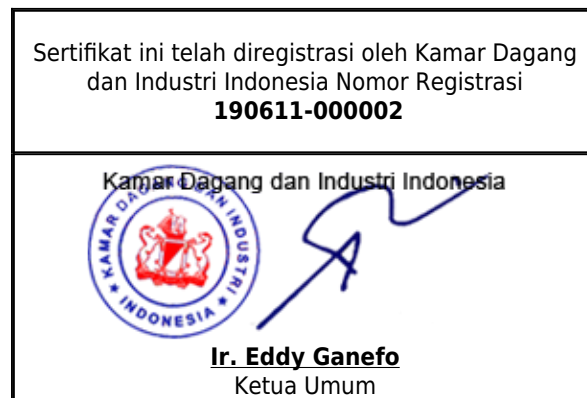 Sertifikat ini telah diregistrasi oleh Kamar Dagang
dan Industri Indonesia Nomor Registrasi
190611-000002
Kamar Dagang dan Industri Indonesia
KAMAR DAGANG DAN INDUSTRI
INDONESIA
Ir. Eddy Ganefo
Ketua Umum